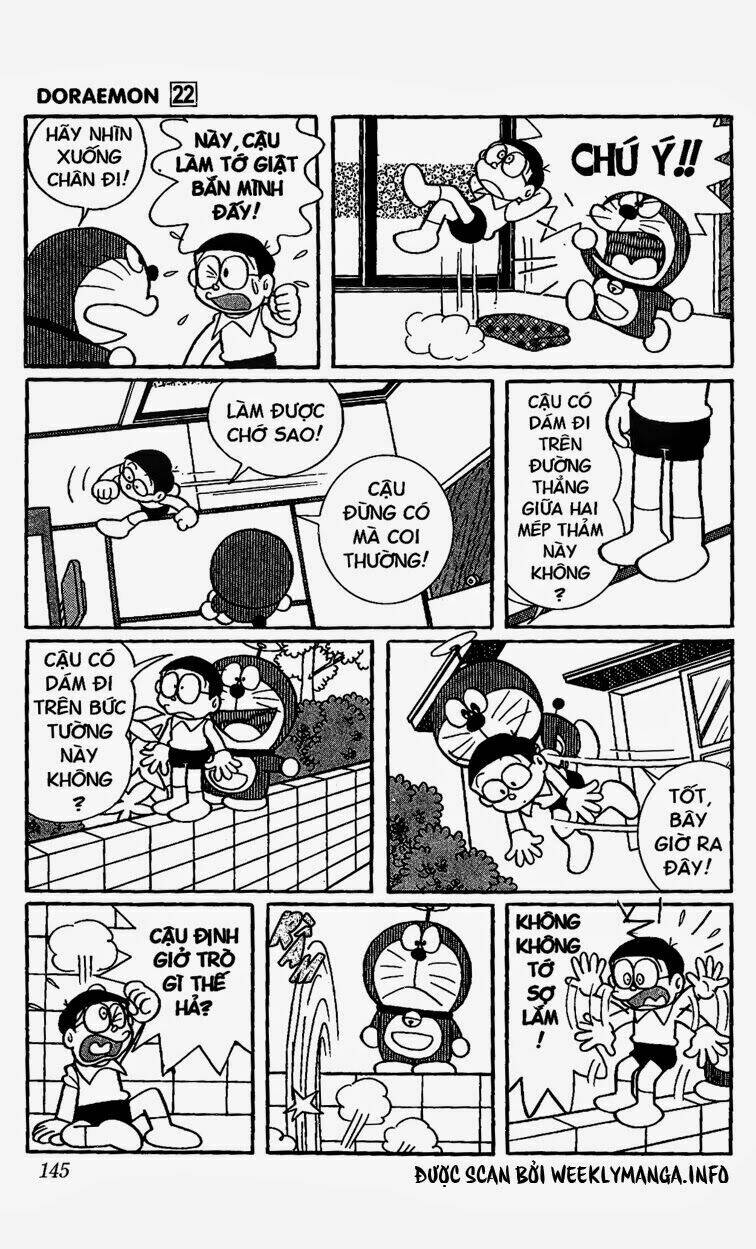 DORAEMON 22
CHÚ Ý!!
NÀY, CẬU
LÀM TỚ GIẬT
BẮN MÌNH
ĐẤY!
HÃY NHÌN
XUỐNG
CHÂN ĐI!
CẬU CÓ
DÁM ĐI
TRÊN
ĐƯỜNG
THẲNG
GIỮA HAI
MÉP THẢM
NÀY
KHÔNG
?
LÀM ĐƯỢC
CHỚ SAO!
CẬU
ĐỪNG CÓ
MÀ COI
THƯỜNG!
TỐT,
BÂY
GIỜ RA
ĐÂY!
CẬU CÓ
DÁM ĐI
TRÊN BỨC
TƯỜNG
NÀY
KHÔNG
?
KHÔNG
KHÔNG
TỚ
SỢ
LẮM
!
CẬU ĐỊNH
GIỞ TRÒ
GÌ THẾ
HẢ?
145
ĐƯỢC SCAN BỞI WEEKLYMANGA.INFO